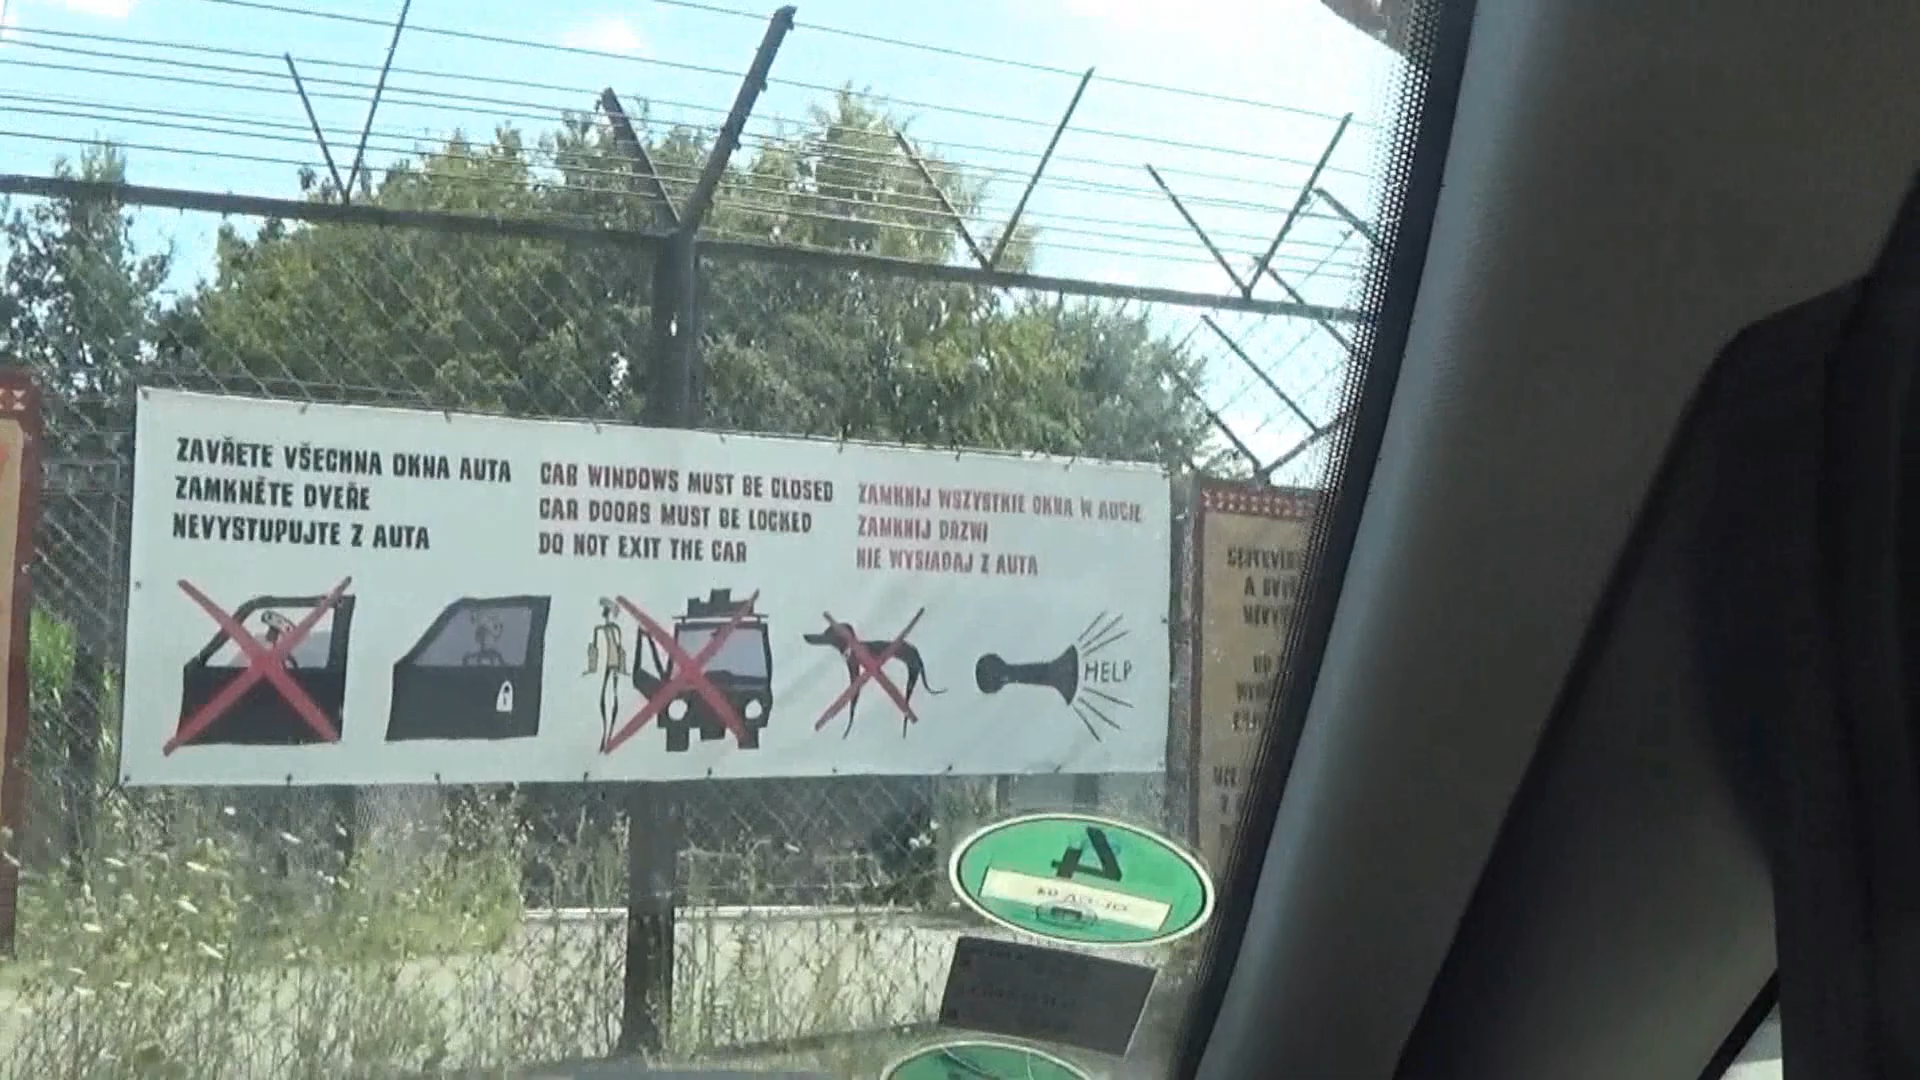 ZAVŘETE VŠECHNA OKNA AUTA
ZAMKNĚTE DVEŘE
NEVYSTUPUJTE Z AUTA
CAR WINDOWS MUST BE CLOSED
CAR DOORS MUST BE LOCKED
DO NOT EXIT THE CAR
ZAMKNIJ WSZYSTKIE OKNA W AUCIE
ZAMKNIJ DRZWI
NIE WYSIADAJ Z AUTA
HELP
4